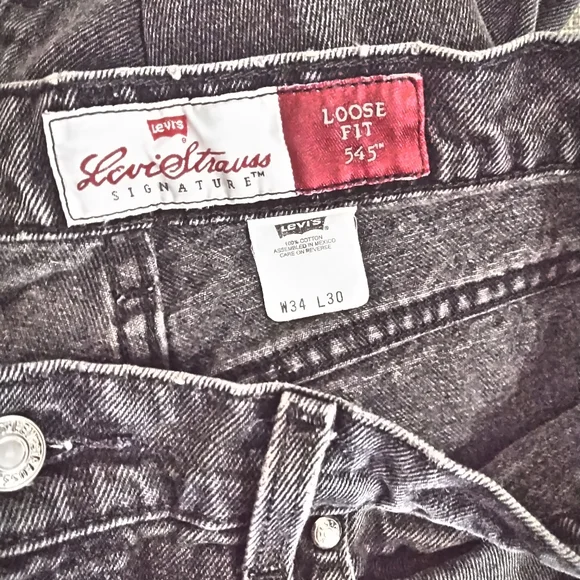 Levi's
Levi Strauss
SIGNATURE™
LOOSE
FIT
545™
LEVI'S
100% COTTON
ASSEMBLED IN MEXICO
CARE ON REVERSE
W34 L30